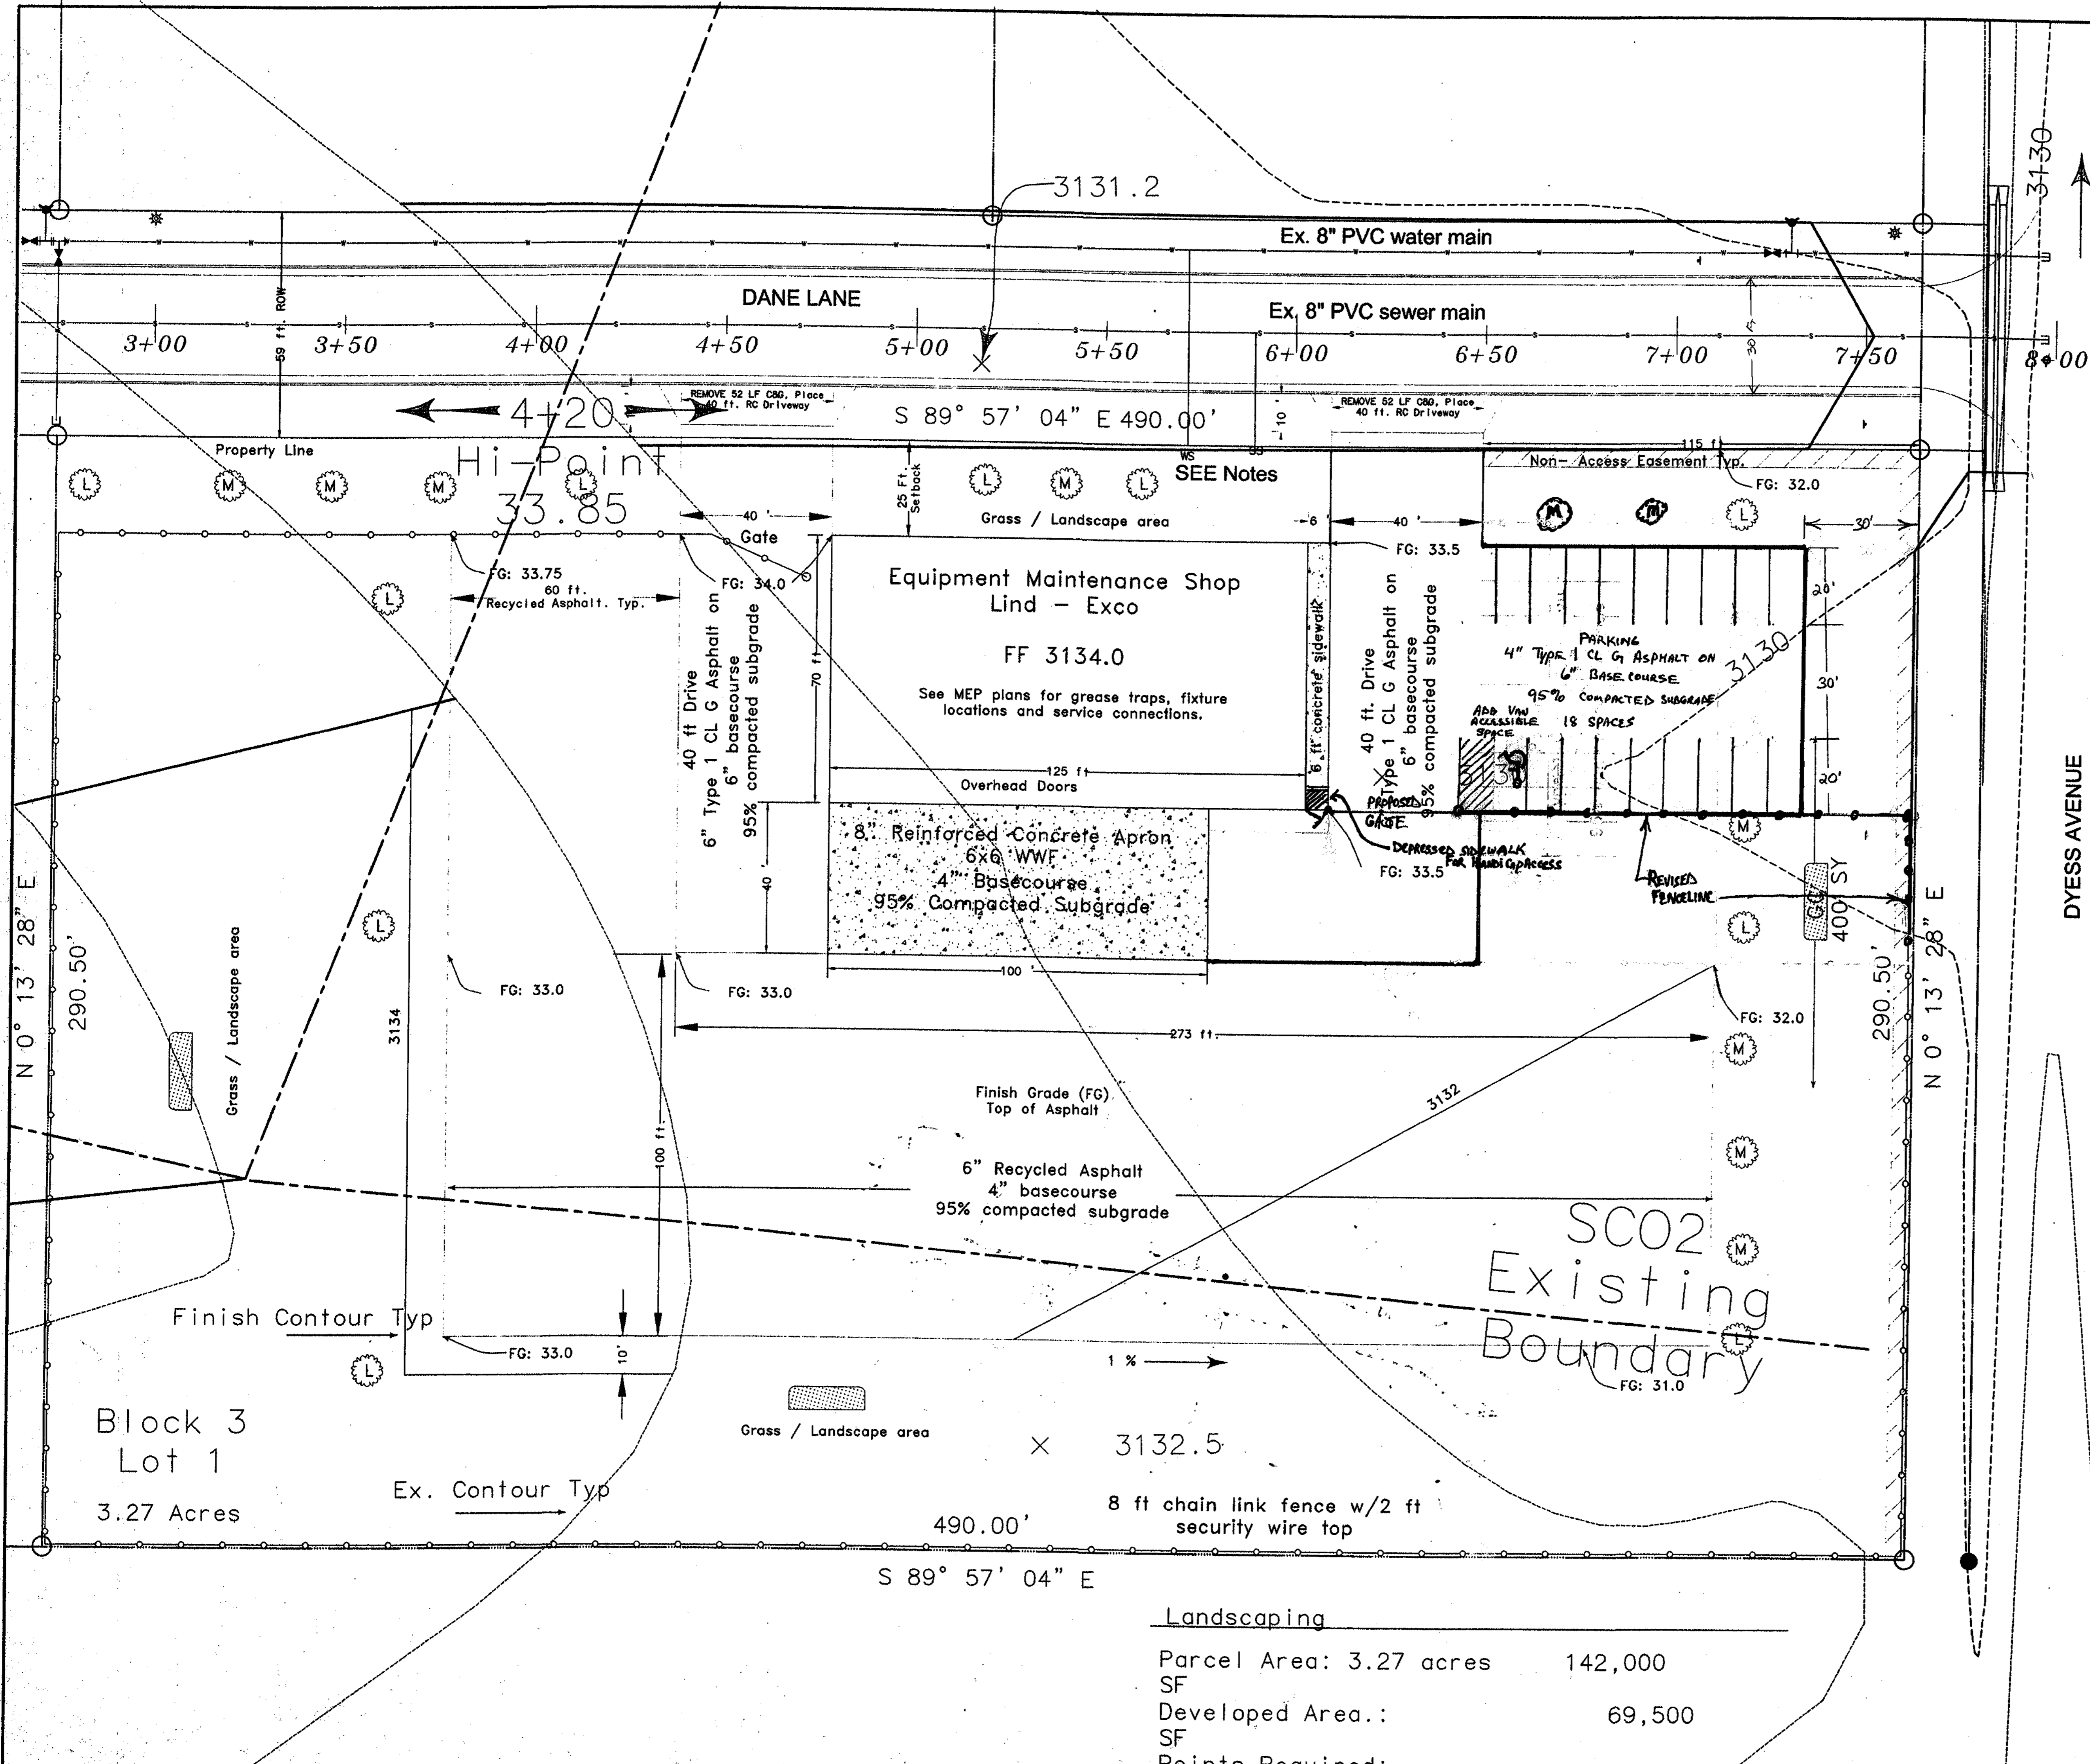 3131.2
3130
Ex. 8" PVC water main
DANE LANE
59 ft. ROW
Ex. 8" PVC sewer main
3+00
3+50
4+00
4+50
5+00
5+50
6+00
6+50
7+00
7+50
8+00
REMOVE 52 LF C&G, Place
40 ft. RC Driveway
REMOVE 52 LF C&G, Place
40 ft. RC Driveway
4+20
S 89° 57' 04" E 490.00'
10'
115 ft
Property Line
Hi-Point
33.85
WS
SS
SEE Notes
Non- Access Easement Typ.
FG: 32.0
L
M
M
M
L
L
M
L
M
M
L
25 Ft.
Setback
40 '
Gate
Grass / Landscape area
6 '
40 '
30'
FG: 33.75
60 ft.
Recycled Asphalt. Typ.
FG: 34.0
FG: 33.5
L
Equipment Maintenance Shop
Lind - Exco
FF 3134.0
See MEP plans for grease traps, fixture
locations and service connections.
70 ft
40 ft Drive
6" Type 1 CL G Asphalt on
6" basecourse
95% compacted subgrade
6 ft concrete sidewalk
40 ft. Drive
Type 1 CL G Asphalt on
6" basecourse
95% compacted subgrade
20'
PARKING
4" TYPE 1 CL G ASPHALT ON
6" BASE COURSE
95% COMPACTED SUBGRADE
18 SPACES
3130
30'
ADD VAN
ACCESSIBLE
SPACE
20'
125 ft
Overhead Doors
PROPOSED
GATE
DEPRESSED SIDEWALK
FOR HANDICAP ACCESS
FG: 33.5
8" Reinforced Concrete Apron
6x6 WWF
4" Basecourse
95% Compacted Subgrade
40'
M
REVISED
FENCELINE
400 SY
L
L
DYESS AVENUE
N 0° 13' 28" E
290.50'
Grass / Landscape area
3134
100 '
FG: 33.0
FG: 33.0
273 ft.
FG: 32.0
290.50'
N 0° 13' 28" E
M
Finish Grade (FG)
Top of Asphalt
3132
100 ft.
6" Recycled Asphalt
4" basecourse
95% compacted subgrade
M
SCO2
Existing
Boundary
M
L
Finish Contour Typ
FG: 33.0
10'
1 %
FG: 31.0
L
Grass / Landscape area
Block 3
Lot 1
3.27 Acres
3132.5
Ex. Contour Typ
8 ft chain link fence w/2 ft
security wire top
490.00'
S 89° 57' 04" E
Landscaping
Parcel Area: 3.27 acres 142,000
SF
Developed Area.: 69,500
SF
Points Required: